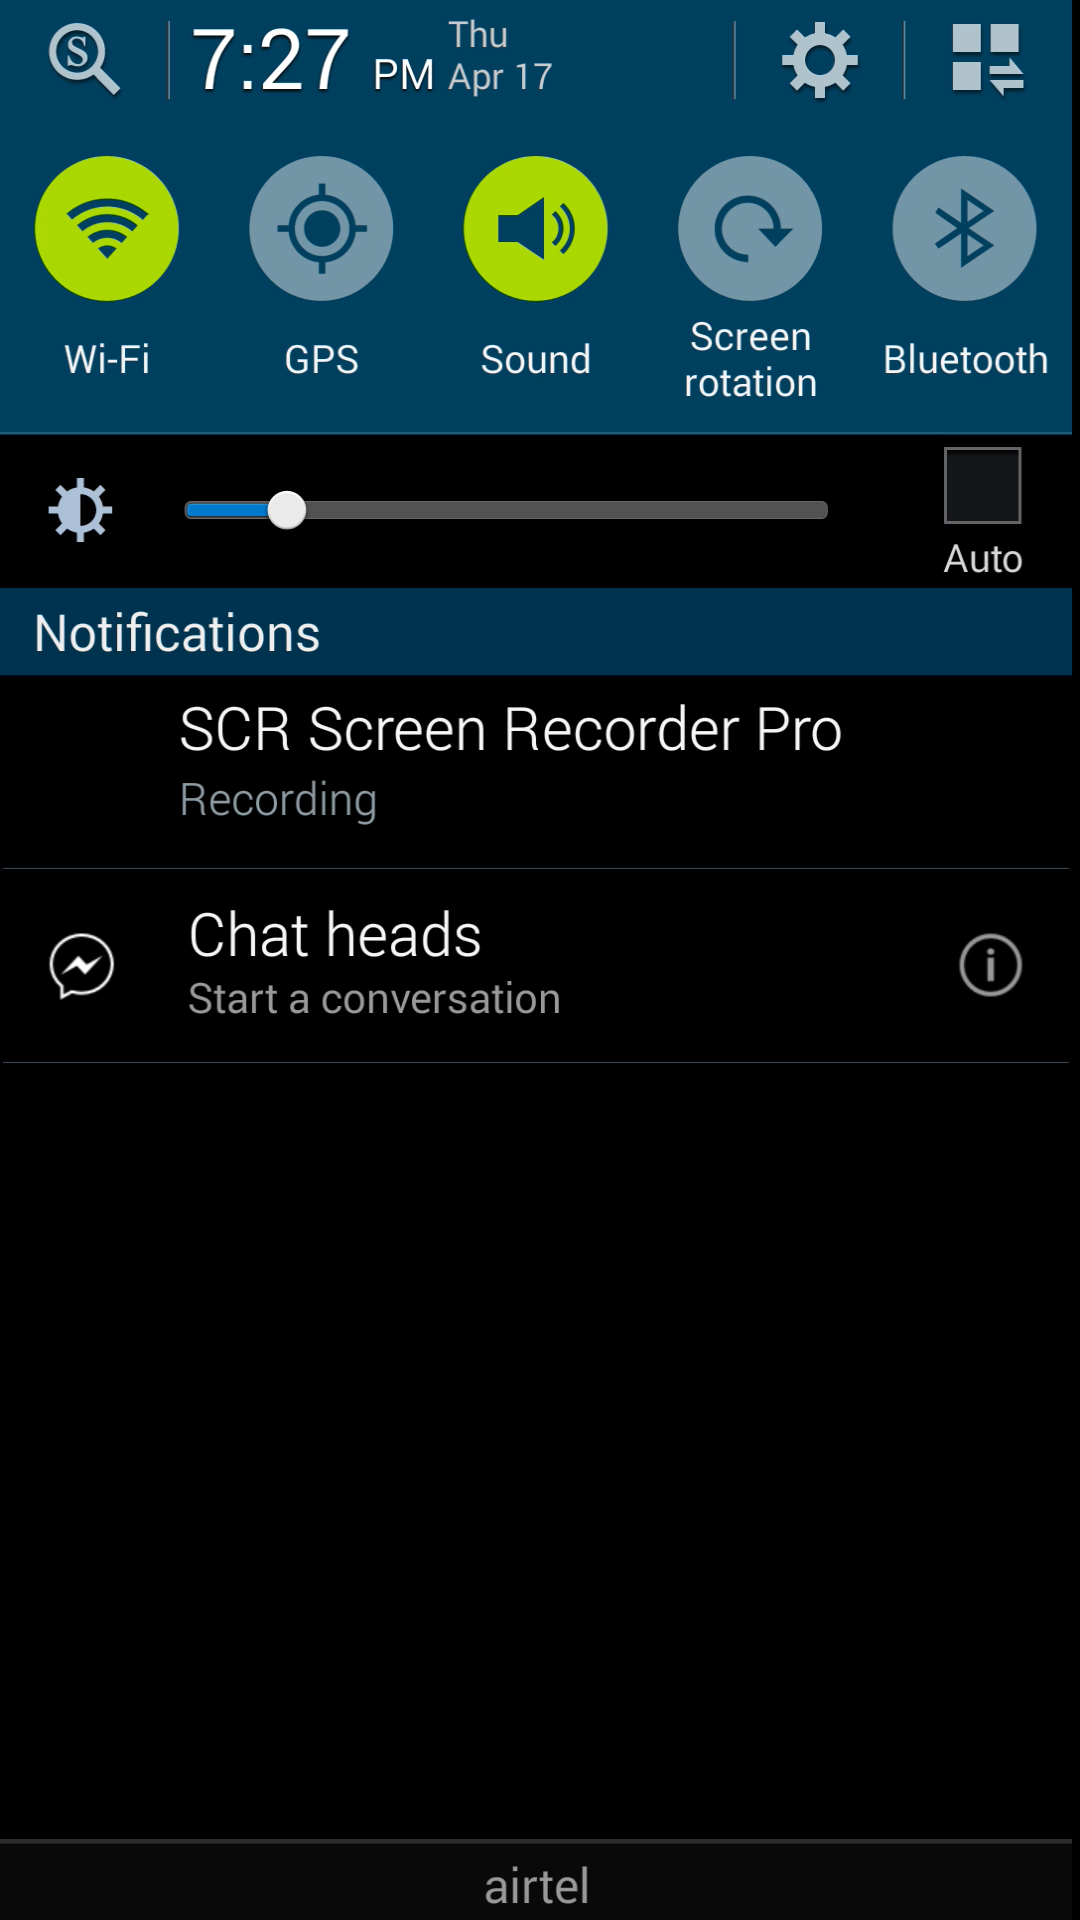 S
7:27 PM
Thu
Apr 17
Wi-Fi
GPS
Sound
Screen
rotation
Bluetooth
Auto
Notifications
SCR Screen Recorder Pro
Recording
Chat heads
Start a conversation
airtel